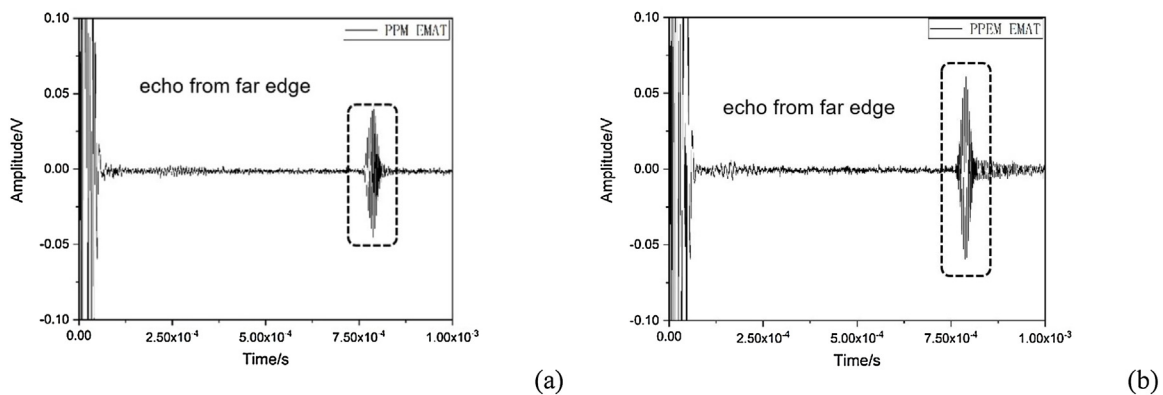 0.10
PPM EMAT
echo from far edge
0.05
0.00
-0.05
-0.10
Amplitude/V
0.00
2.50x10⁻⁴
5.00x10⁻⁴
7.50x10⁻⁴
1.00x10⁻³
Time/s
(a)
0.10
PPEM EMAT
echo from far edge
0.05
0.00
-0.05
-0.10
Amplitude/V
0.00
2.50x10⁻⁴
5.00x10⁻⁴
7.50x10⁻⁴
1.00x10⁻³
Time/s
(b)